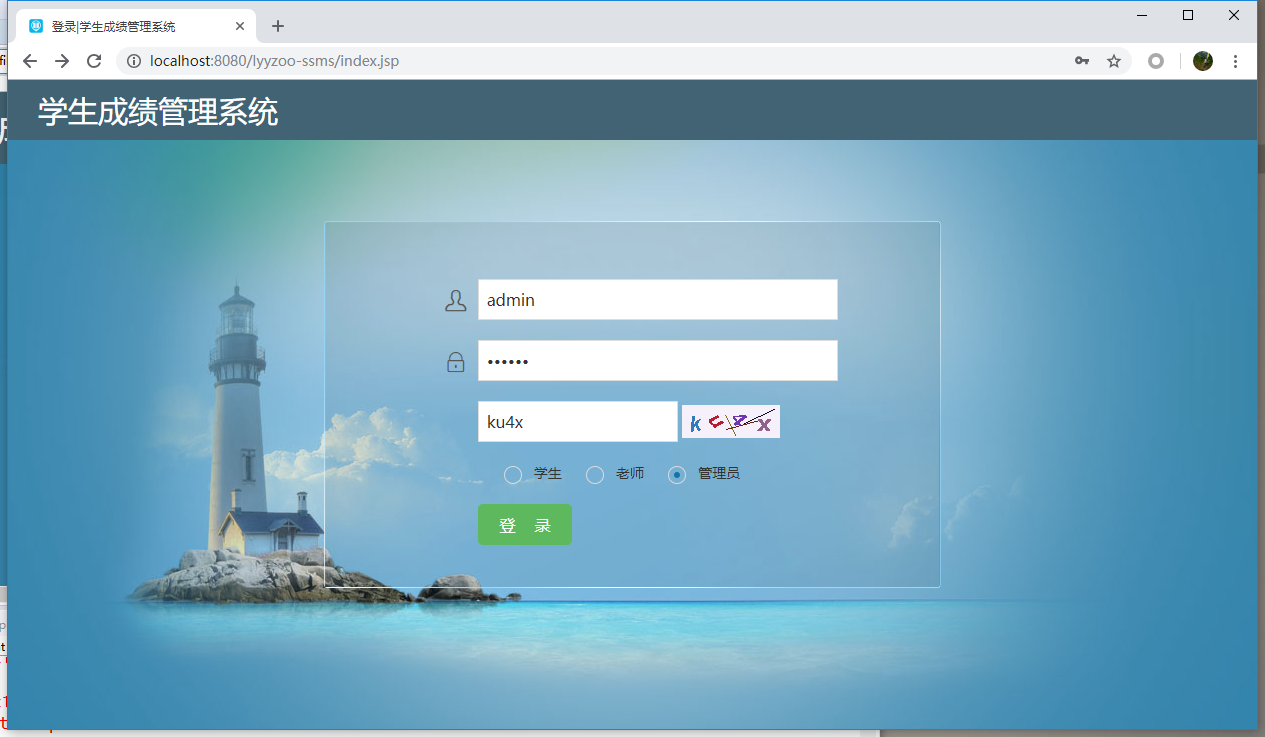 登录|学生成绩管理系统
localhost:8080/lyyzoo-ssms/index.jsp
学生成绩管理系统
admin
••••••
ku4x
学生 老师 管理员
登 录